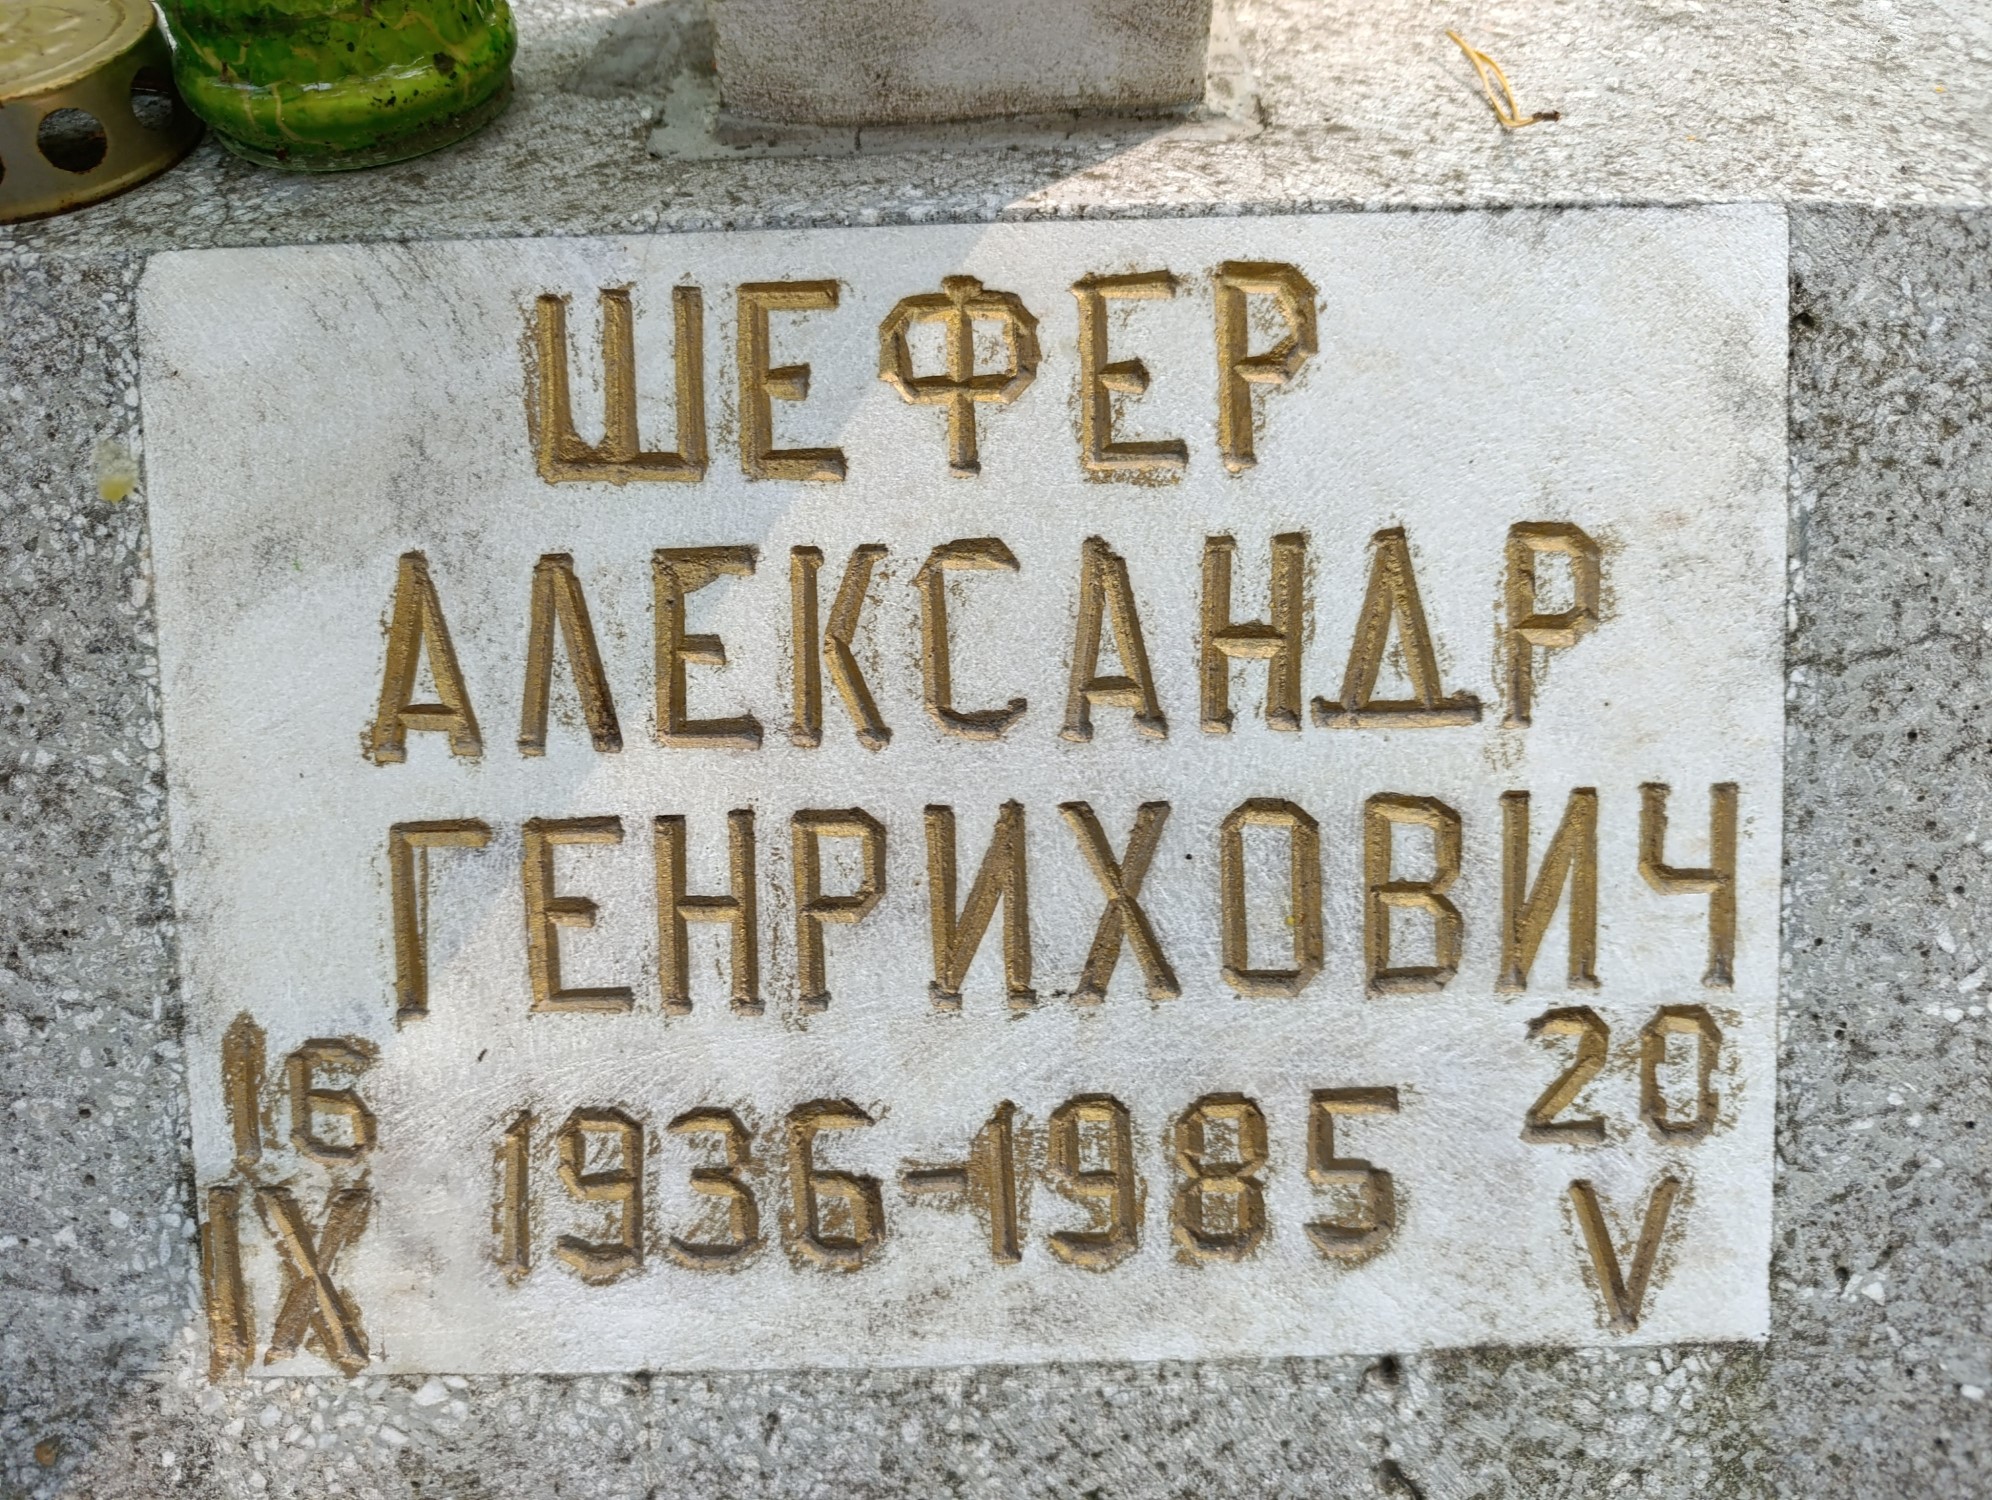 ШЕФЕР
АЛЕКСАНДР
ГЕНРИХОВИЧ
16
IX
1936-1985
20
V